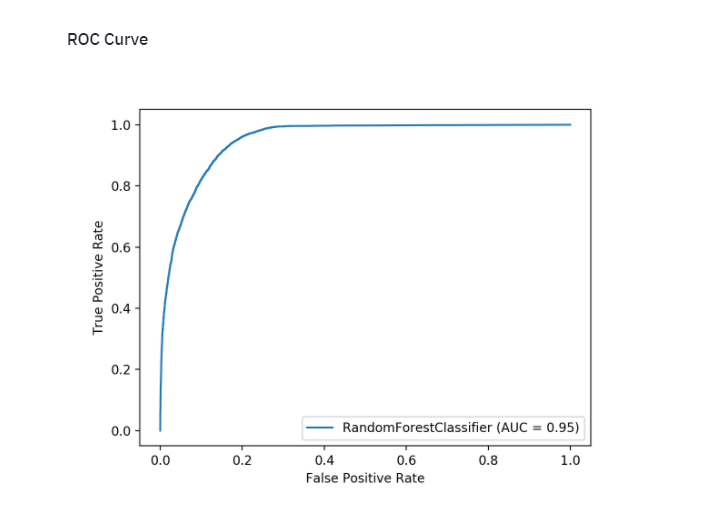 ROC Curve
1.0
0.8
0.6
0.4
0.2
0.0
True Positive Rate
RandomForestClassifier (AUC = 0.95)
0.0 0.2 0.4 0.6 0.8 1.0
False Positive Rate